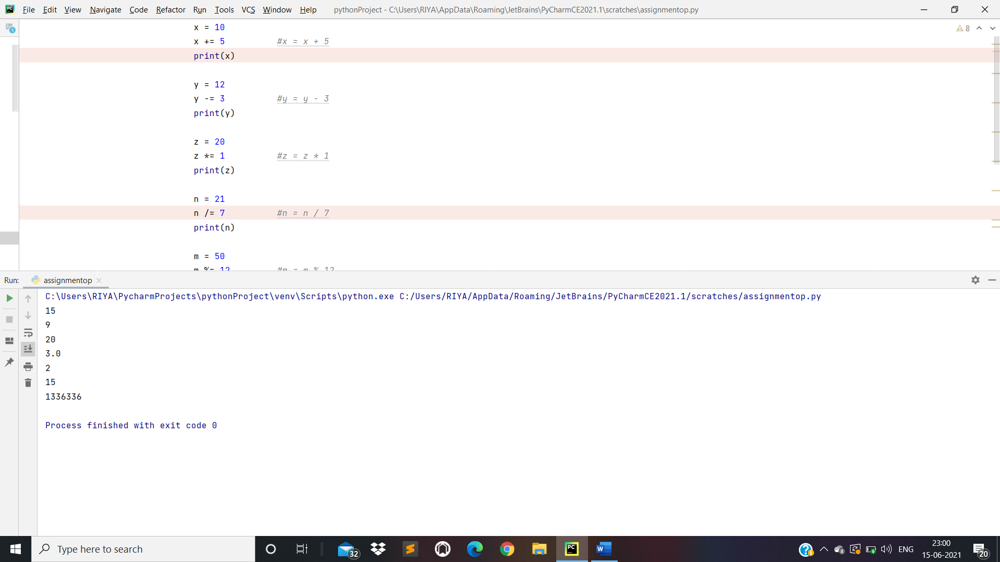 PC File Edit View Navigate Code Refactor Run Tools VCS Window Help pythonProject - C:\Users\RIYA\AppData\Roaming\JetBrains\PyCharmCE2021.1\scratches\assignmentop.py
x = 10
8
x += 5 #x = x + 5
print(x)
y = 12
y -= 3 #y = y - 3
print(y)
z = 20
z *= 1 #z = z * 1
print(z)
n = 21
n /= 7 #n = n / 7
print(n)
m = 50
m %= 12 #m = m % 12
Run: assignmentop
C:\Users\RIYA\PycharmProjects\pythonProject\venv\Scripts\python.exe C:/Users/RIYA/AppData/Roaming/JetBrains/PyCharmCE2021.1/scratches/assignmentop.py
15
9
20
3.0
2
15
1336336
Process finished with exit code 0
Type here to search
32
PC
W
ENG
23:00
15-06-2021
20